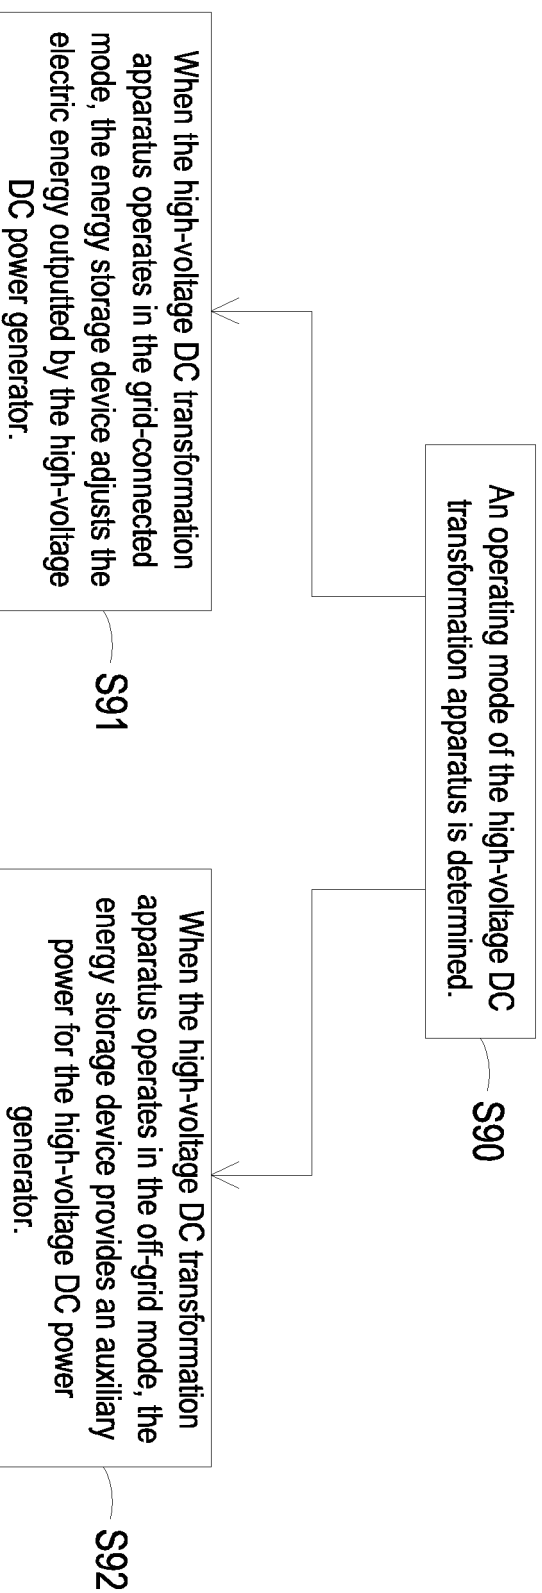 An operating mode of the high-voltage DC
transformation apparatus is determined.
S90
When the high-voltage DC transformation
apparatus operates in the grid-connected
mode, the energy storage device adjusts the
electric energy outputted by the high-voltage
DC power generator.
S91
When the high-voltage DC transformation
apparatus operates in the off-grid mode, the
energy storage device provides an auxiliary
power for the high-voltage DC power
generator.
S92